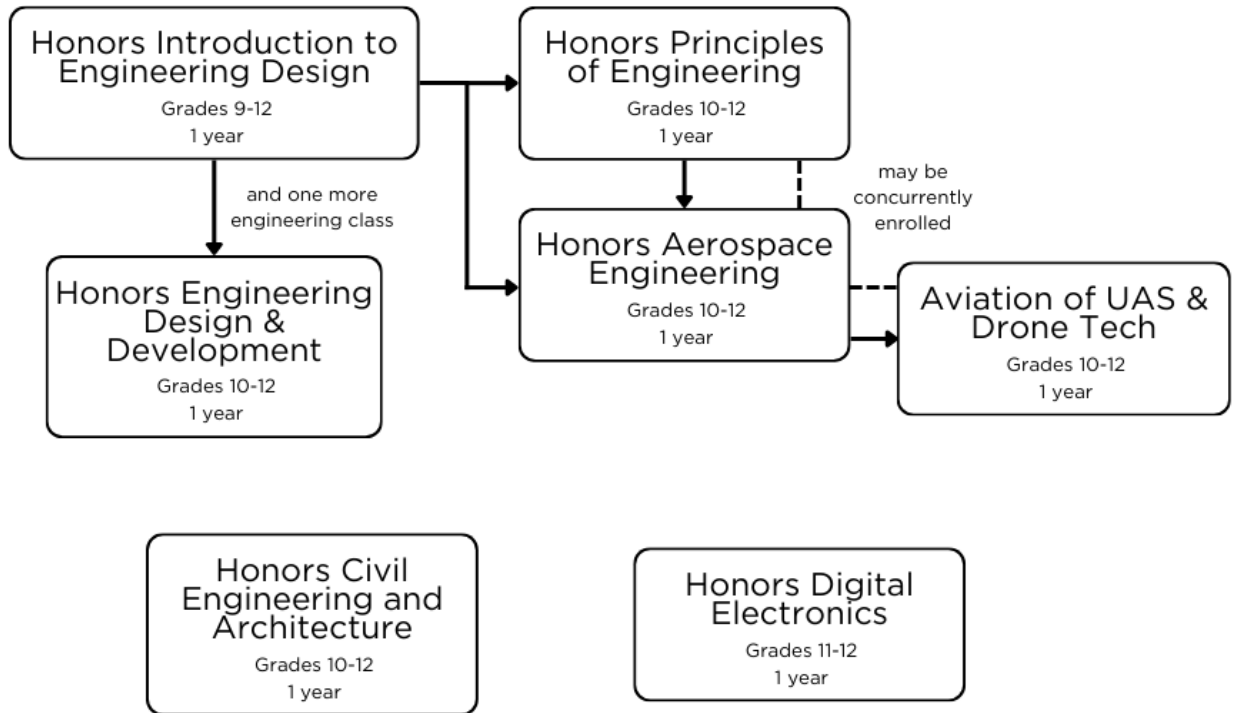 Honors Introduction to
Engineering Design
Grades 9-12
1 year
Honors Principles
of Engineering
Grades 10-12
1 year
and one more
engineering class
may be
concurrently
enrolled
Honors Engineering
Design &
Development
Grades 10-12
1 year
Honors Aerospace
Engineering
Grades 10-12
1 year
Aviation of UAS &
Drone Tech
Grades 10-12
1 year
Honors Civil
Engineering and
Architecture
Grades 10-12
1 year
Honors Digital
Electronics
Grades 11-12
1 year